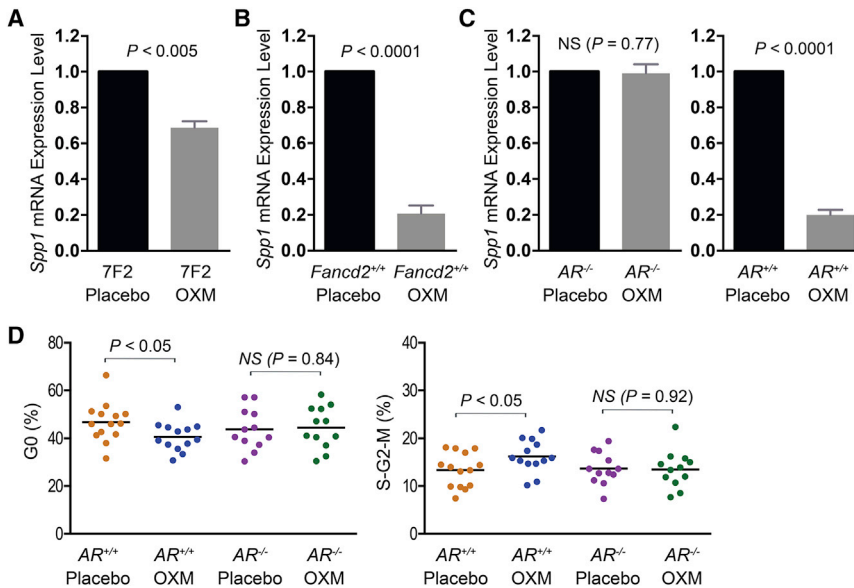 A
Spp1 mRNA Expression Level
1.2
1.0
0.8
0.6
0.4
0.2
0.0
P < 0.005
7F2
Placebo
7F2
OXM
B
Spp1 mRNA Expression Level
1.2
1.0
0.8
0.6
0.4
0.2
0.0
P < 0.0001
Fancd2+/+
Placebo
Fancd2+/+
OXM
C
Spp1 mRNA Expression Level
1.2
1.0
0.8
0.6
0.4
0.2
0.0
NS (P = 0.77)
AR-/-
Placebo
AR-/-
OXM
Spp1 mRNA Expression Level
1.2
1.0
0.8
0.6
0.4
0.2
0.0
P < 0.0001
AR+/+
Placebo
AR+/+
OXM
D
G0 (%)
80
60
40
20
0
P < 0.05
NS (P = 0.84)
AR+/+
Placebo
AR+/+
OXM
AR-/-
Placebo
AR-/-
OXM
S-G2-M (%)
40
30
20
10
0
P < 0.05
NS (P = 0.92)
AR+/+
Placebo
AR+/+
OXM
AR-/-
Placebo
AR-/-
OXM